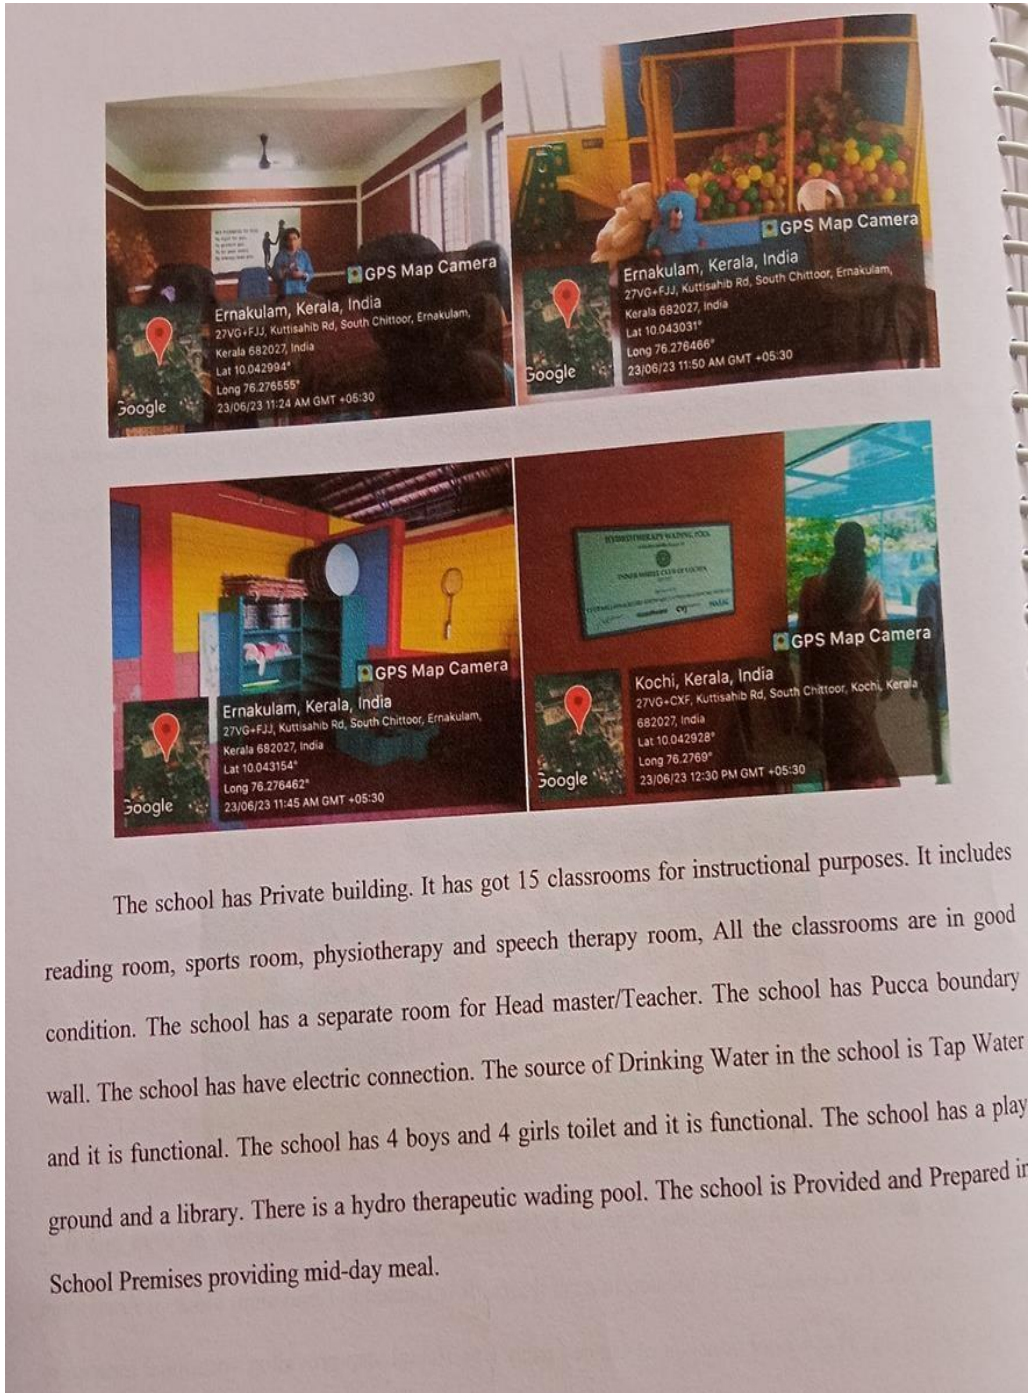 GPS Map Camera
Ernakulam, Kerala, India
27VG+FJJ, Kuttisahib Rd, South Chittoor, Ernakulam,
Kerala 682027, India
Lat 10.042994°
Long 76.276555°
23/06/23 11:24 AM GMT +05:30
Google
GPS Map Camera
Ernakulam, Kerala, India
27VG+FJJ, Kuttisahib Rd, South Chittoor, Ernakulam,
Kerala 682027, India
Lat 10.043031°
Long 76.276466°
23/06/23 11:50 AM GMT +05:30
Google
GPS Map Camera
Ernakulam, Kerala, India
27VG+FJJ, Kuttisahib Rd, South Chittoor, Ernakulam,
Kerala 682027, India
Lat 10.043154°
Long 76.276462°
23/06/23 11:45 AM GMT +05:30
Google
HYDROTHERAPY WADING POOL
INNER WHEEL CLUB OF COCHIN
GPS Map Camera
Kochi, Kerala, India
27VG+CXF, Kuttisahib Rd, South Chittoor, Kochi, Kerala
682027, India
Lat 10.042928°
Long 76.2769°
23/06/23 12:30 PM GMT +05:30
Google
The school has Private building. It has got 15 classrooms for instructional purposes. It includes
reading room, sports room, physiotherapy and speech therapy room, All the classrooms are in good
condition. The school has a separate room for Head master/Teacher. The school has Pucca boundary
wall. The school has have electric connection. The source of Drinking Water in the school is Tap Water
and it is functional. The school has 4 boys and 4 girls toilet and it is functional. The school has a play
ground and a library. There is a hydro therapeutic wading pool. The school is Provided and Prepared in
School Premises providing mid-day meal.